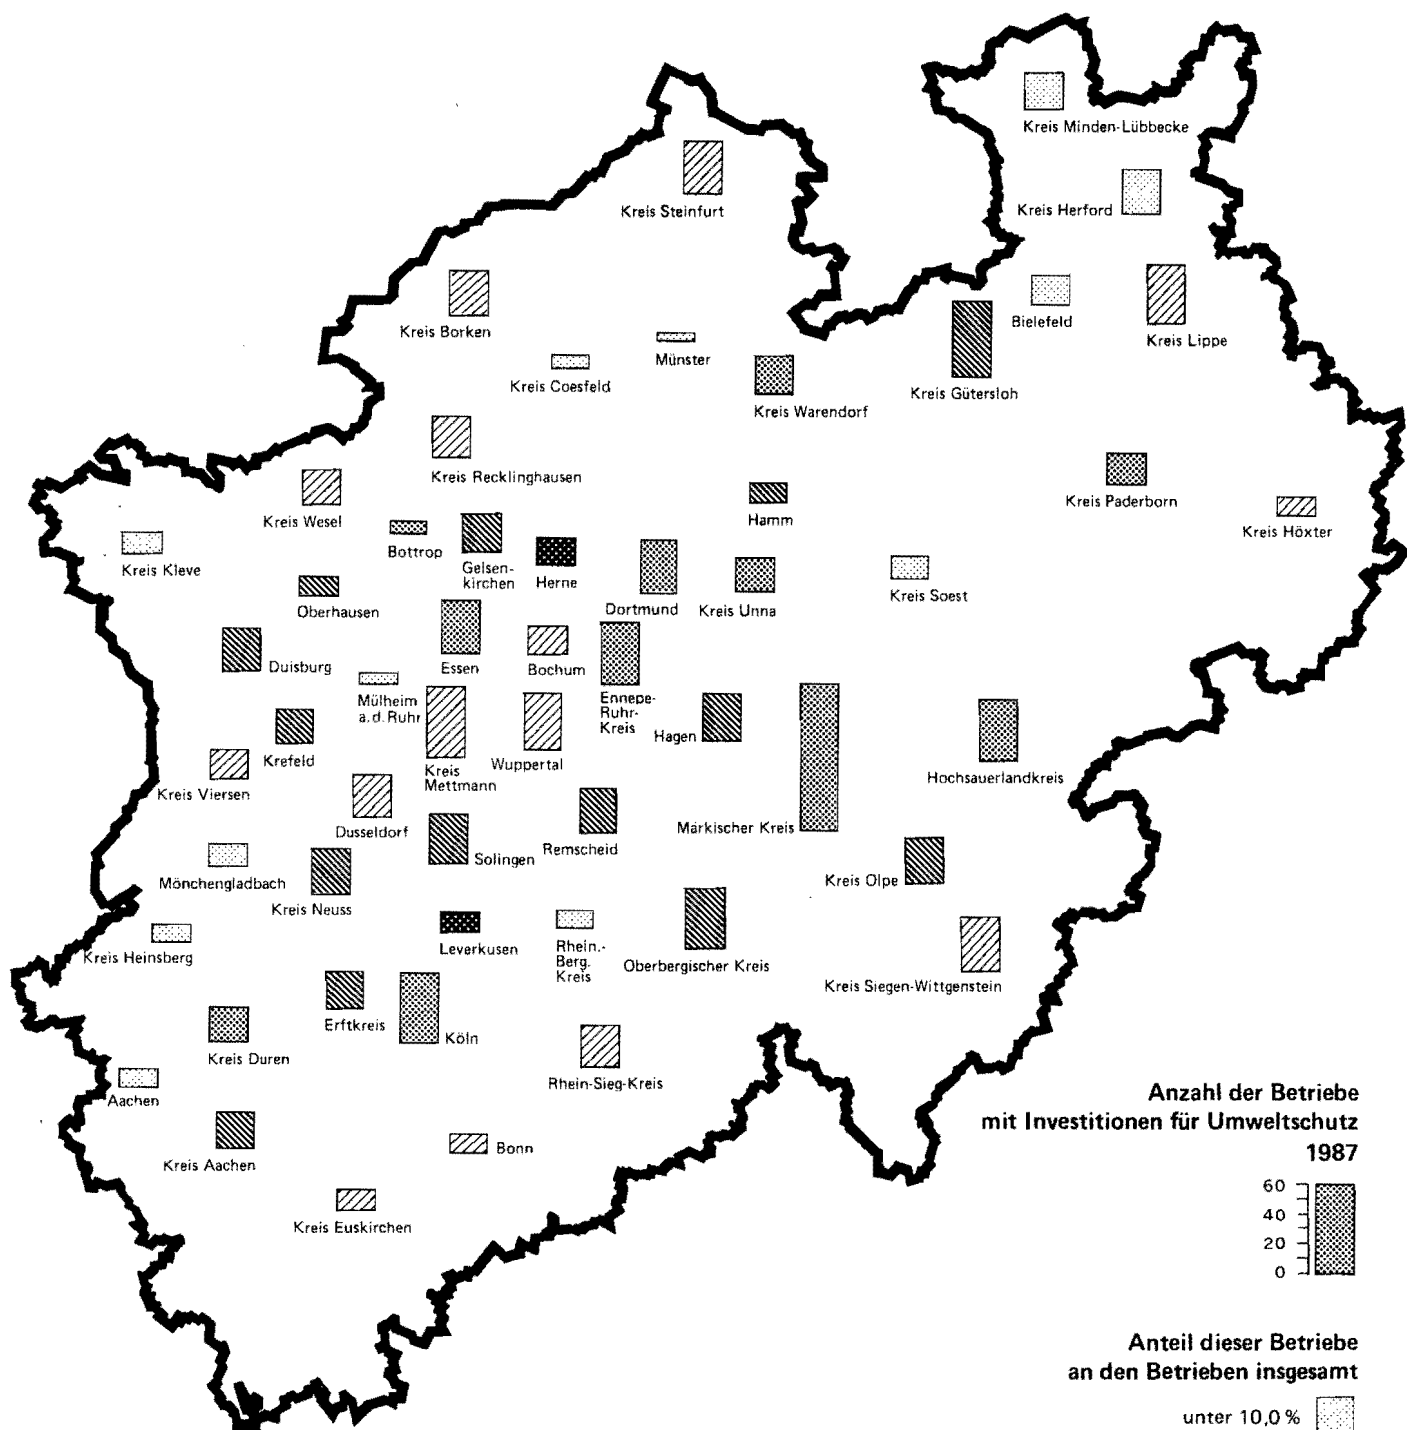 Kreis Minden-Lübbecke
Kreis Steinfurt
Kreis Herford
Kreis Borken
Bielefeld
Kreis Lippe
Münster
Kreis Coesfeld
Kreis Gütersloh
Kreis Warendorf
Kreis Recklinghausen
Kreis Paderborn
Kreis Wesel
Hamm
Kreis Höxter
Bottrop
Kreis Kleve
Gelsen-
kirchen
Herne
Kreis Soest
Oberhausen
Dortmund
Kreis Unna
Duisburg
Essen
Bochum
Mülheim
a.d. Ruhr
Ennepe-
Ruhr-
Kreis
Hagen
Krefeld
Wuppertal
Kreis
Mettmann
Hochsauerlandkreis
Kreis Viersen
Dusseldorf
Märkischer Kreis
Remscheid
Solingen
Kreis Olpe
Mönchengladbach
Kreis Neuss
Leverkusen
Rhein.-
Berg.
Kreis
Kreis Heinsberg
Oberbergischer Kreis
Kreis Siegen-Wittgenstein
Erftkreis
Köln
Kreis Duren
Rhein-Sieg-Kreis
Aachen
Kreis Aachen
Bonn
Kreis Euskirchen
Anzahl der Betriebe
mit Investitionen für Umweltschutz
1987
60
40
20
0
Anteil dieser Betriebe
an den Betrieben insgesamt
unter 10,0 %